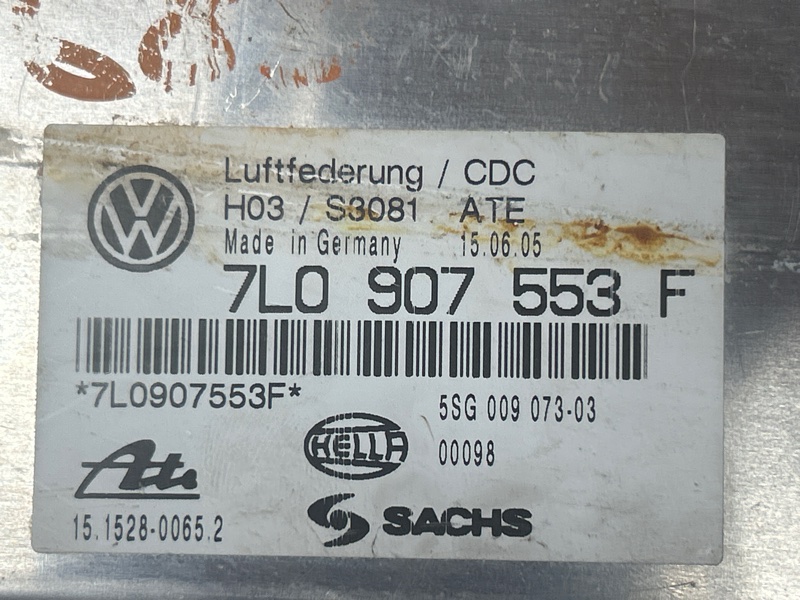 Luftfederung / CDC
H03 / S3081 ATE
Made in Germany 15.06.05
7L0 907 553 F
*7L0907553F*
5SG 009 073-03
HELLA
00098
Ate
15.1528-0065.2
SACHS